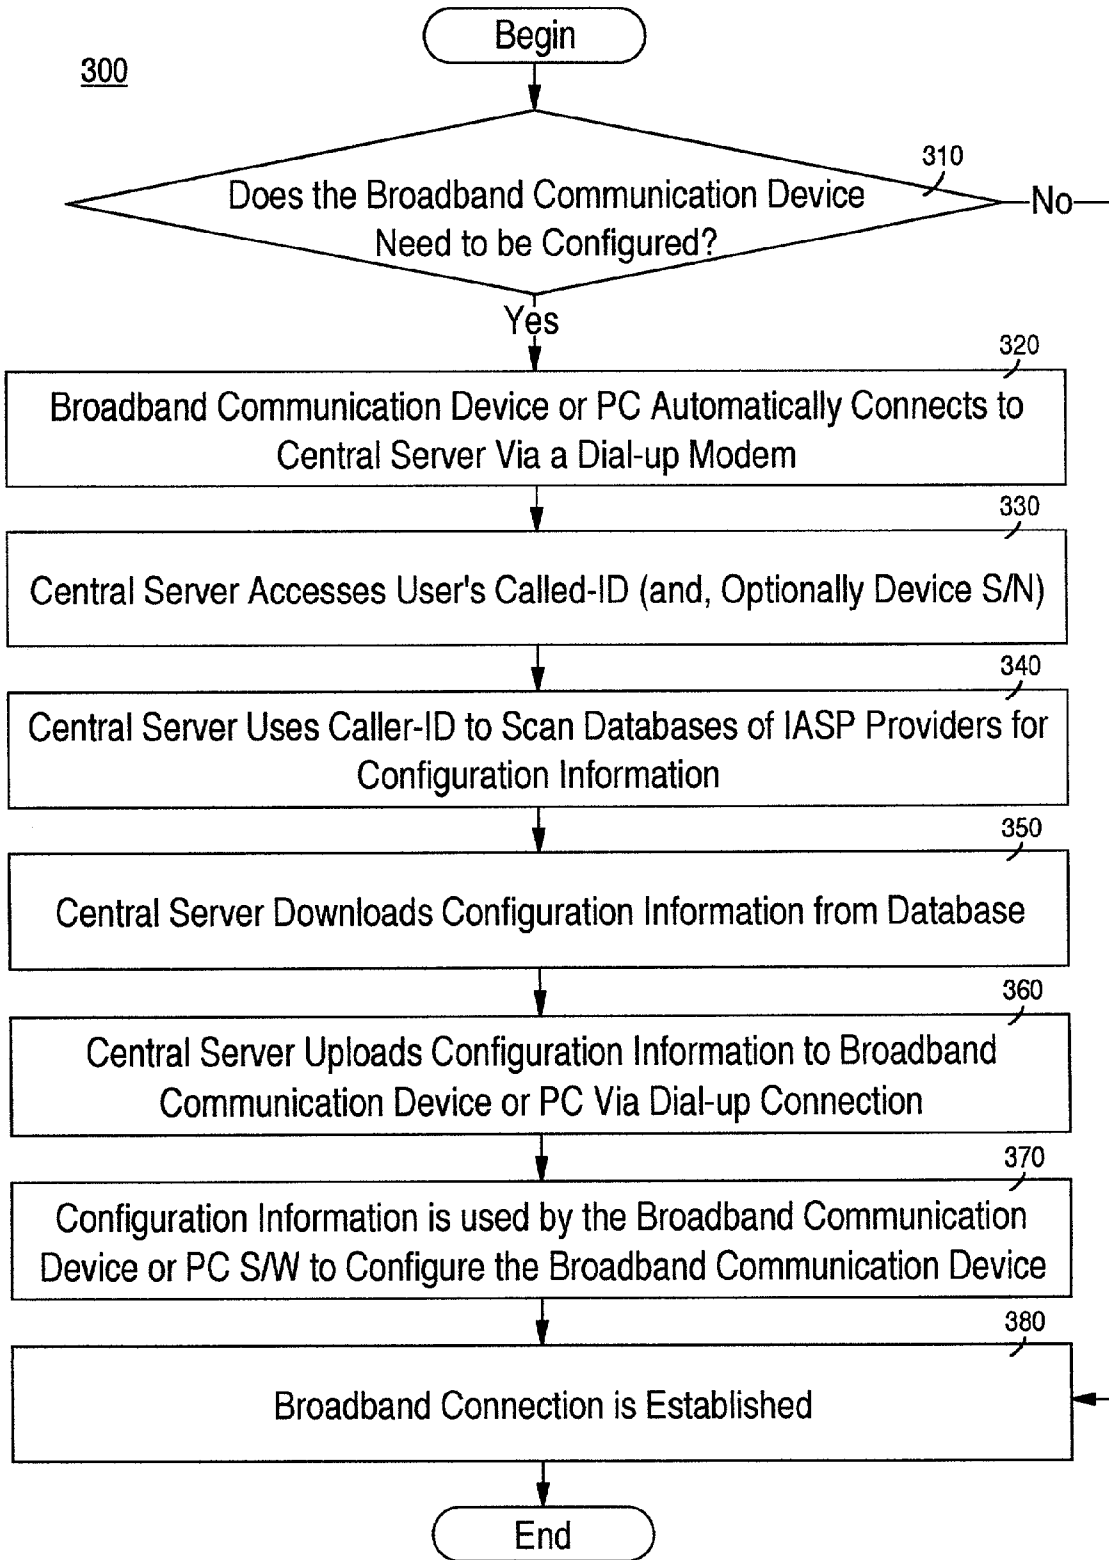 Begin
300
310
Does the Broadband Communication Device
Need to be Configured?
No
Yes
320
Broadband Communication Device or PC Automatically Connects to
Central Server Via a Dial-up Modem
330
Central Server Accesses User's Called-ID (and, Optionally Device S/N)
340
Central Server Uses Caller-ID to Scan Databases of IASP Providers for
Configuration Information
350
Central Server Downloads Configuration Information from Database
360
Central Server Uploads Configuration Information to Broadband
Communication Device or PC Via Dial-up Connection
370
Configuration Information is used by the Broadband Communication
Device or PC S/W to Configure the Broadband Communication Device
380
Broadband Connection is Established
End